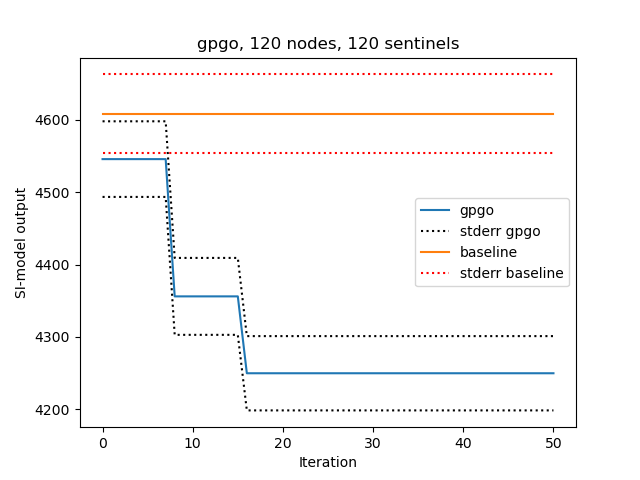 gpgo, 120 nodes, 120 sentinels
SI-model output
4600
4500
4400
4300
4200
gpgo
stderr gpgo
baseline
stderr baseline
0 10 20 30 40 50
Iteration